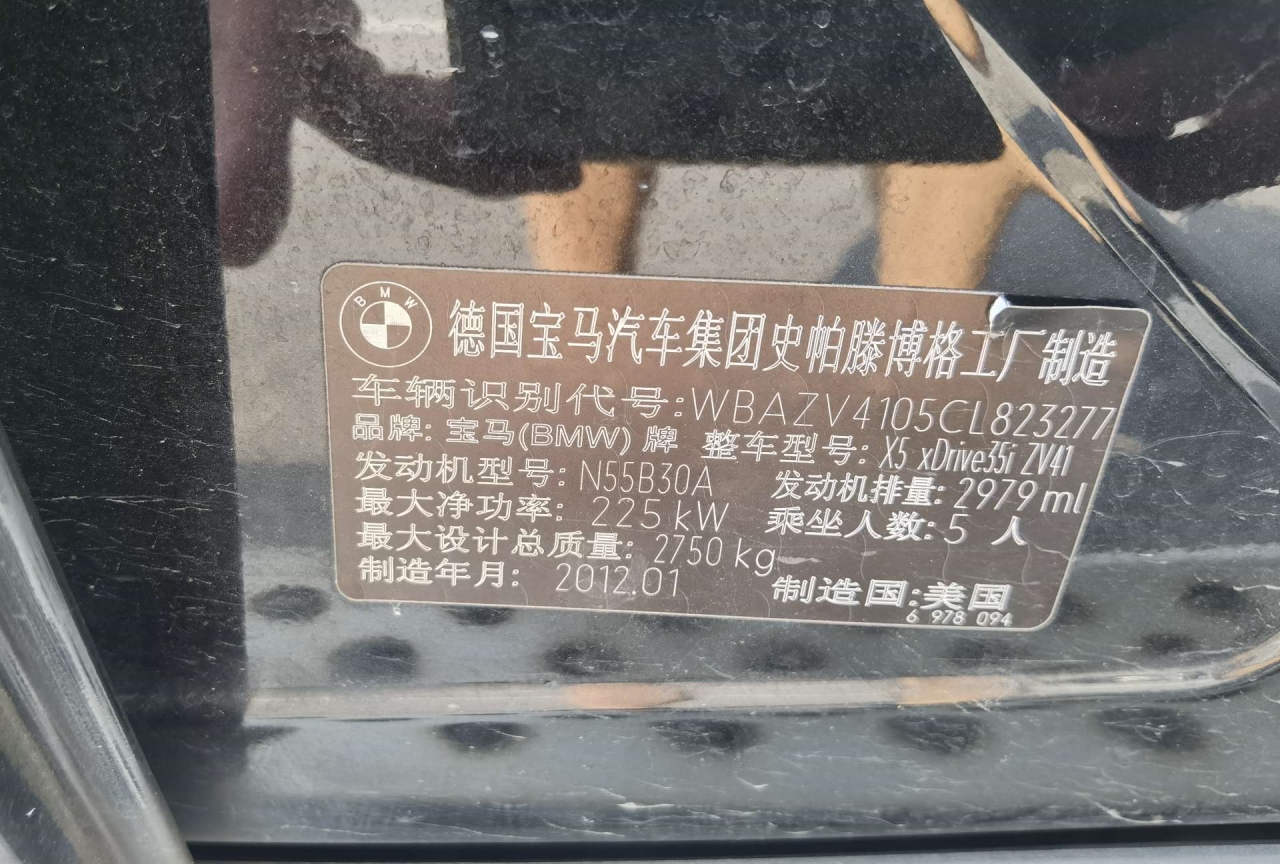 BMW
德国宝马汽车集团史帕滕博格工厂制造
车辆识别代号:WBAZV4105CL823277
品牌: 宝马(BMW) 牌 整车型号: X5 xDrive35i ZV41
发动机型号: N55B30A 发动机排量: 2979 ml
最大净功率: 225 kW 乘坐人数: 5 人
最大设计总质量: 2750 kg
制造年月: 2012.01 制造国:美国
6 978 094